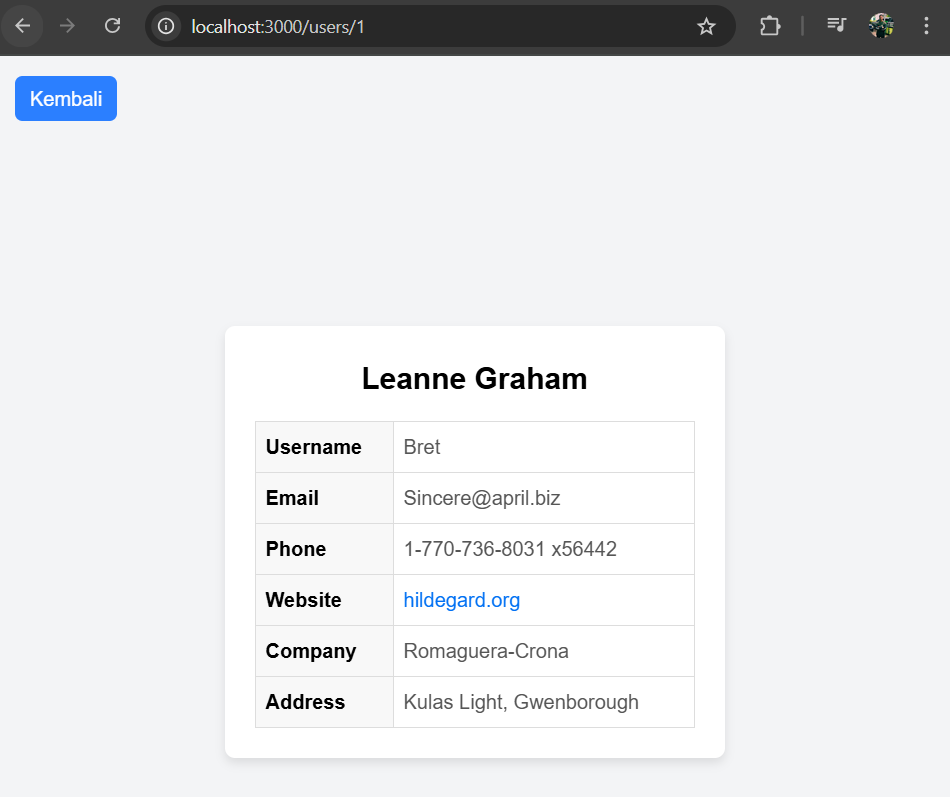 localhost:3000/users/1
Kembali
Leanne Graham
Username Bret
Email Sincere@april.biz
Phone 1-770-736-8031 x56442
Website hildegard.org
Company Romaguera-Crona
Address Kulas Light, Gwenborough